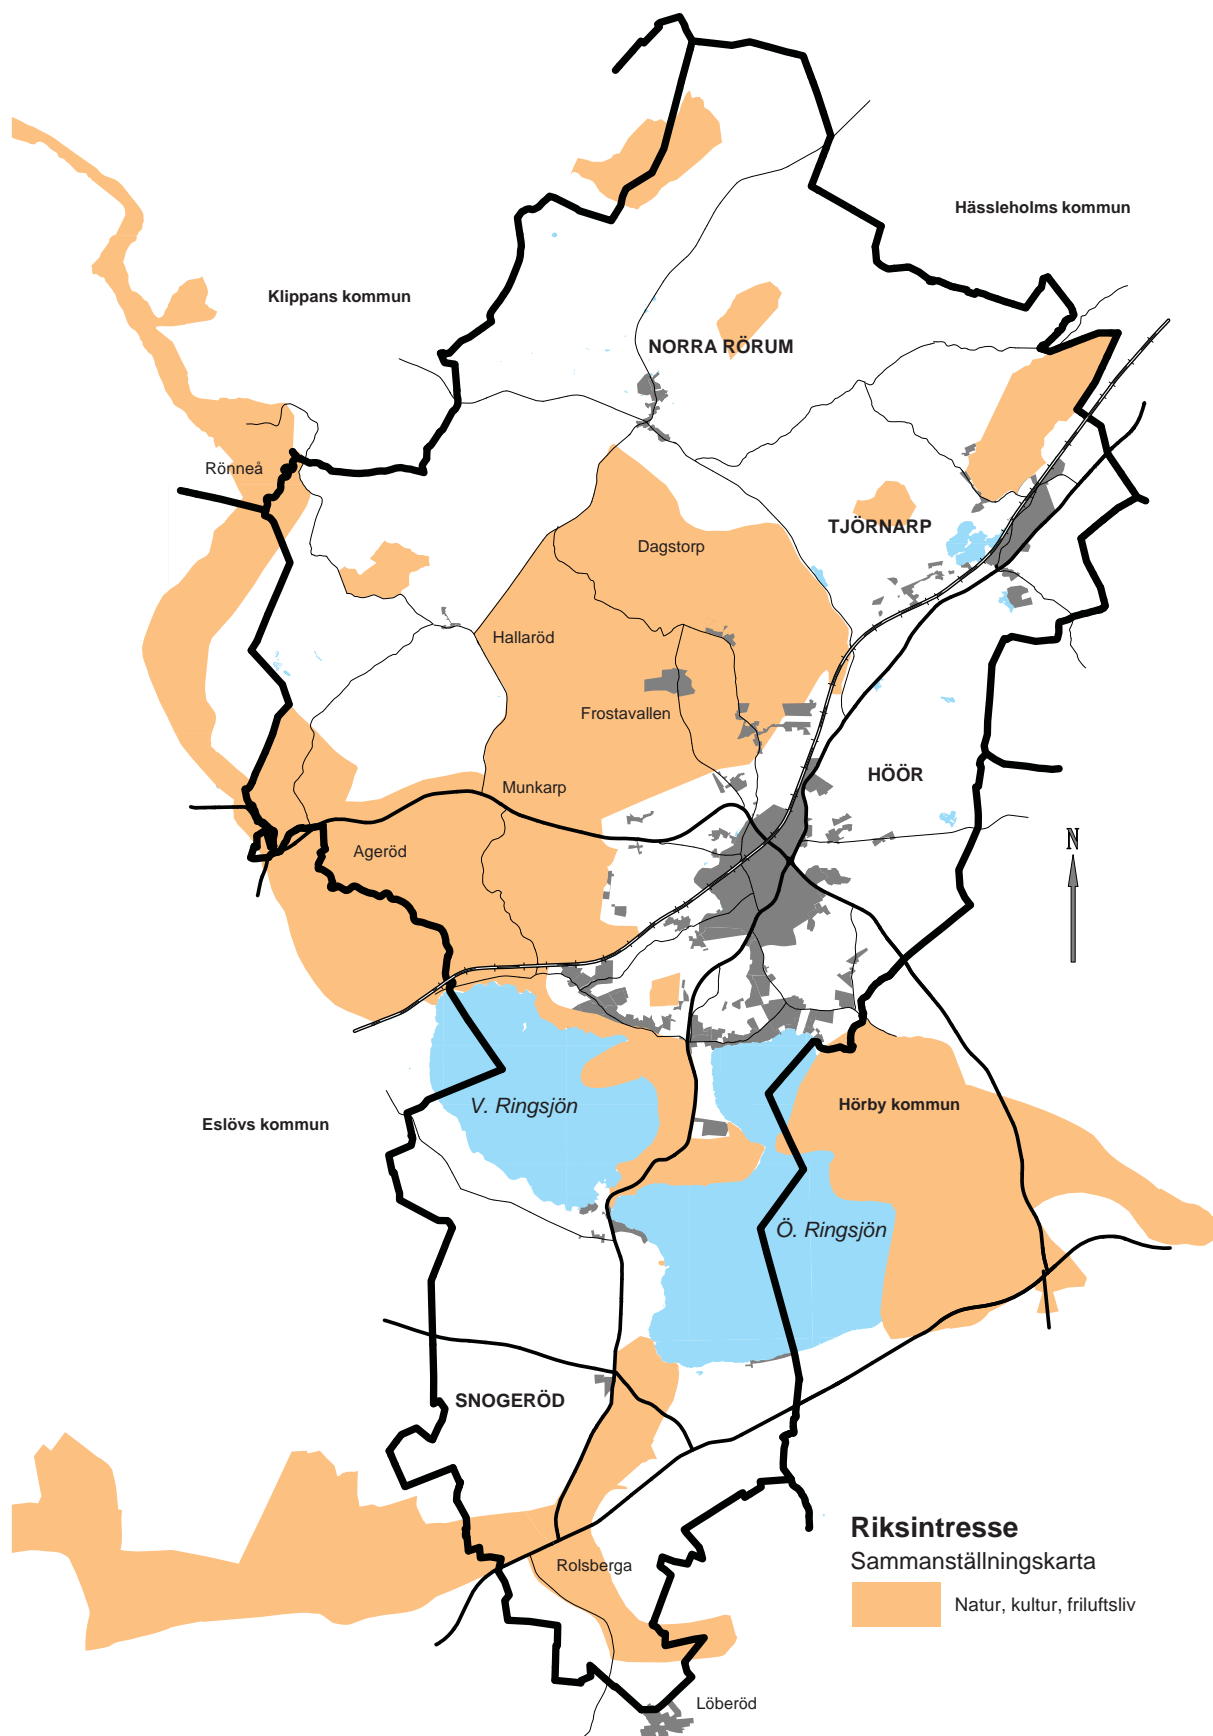 Hässleholms kommun
Klippans kommun
NORRA RÖRUM
Rönneå
TJÖRNARP
Dagstorp
Hallaröd
Frostavallen
HÖÖR
Munkarp
N
Ageröd
V. Ringsjön
Hörby kommun
Eslövs kommun
Ö. Ringsjön
SNOGERÖD
Riksintresse
Sammanställningskarta
Rolsberga
Natur, kultur, friluftsliv
Löberöd